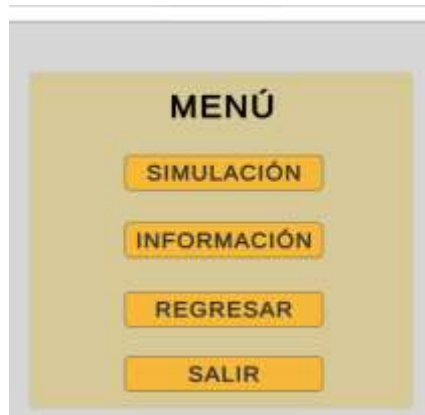 MENÚ
SIMULACIÓN
INFORMACIÓN
REGRESAR
SALIR